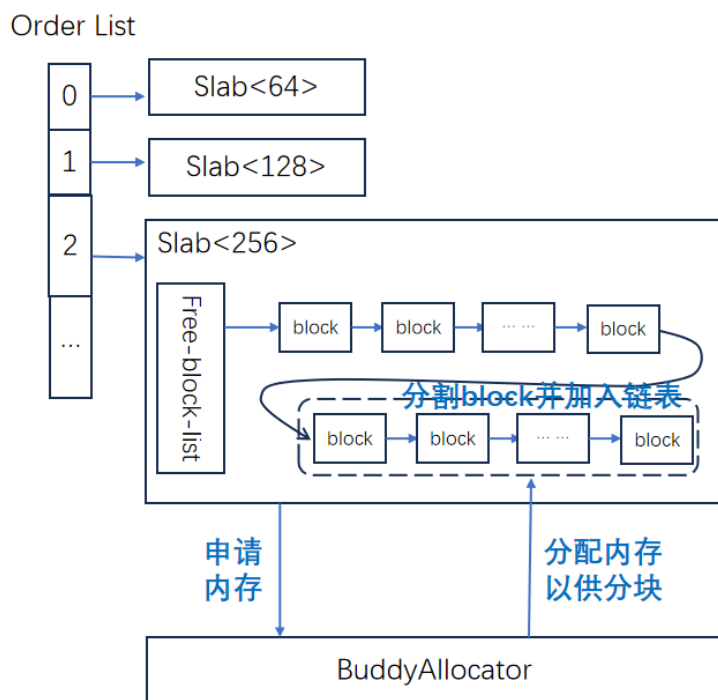 Order List
0
Slab<64>
1
Slab<128>
2
Slab<256>
...
Free-block-list
block
block
... ...
block
分割block并加入链表
block
block
... ...
block
申请
内存
分配内存
以供分块
BuddyAllocator